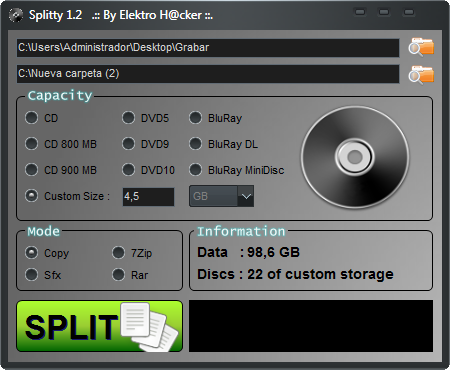 Splitty 1.2 .:: By Elektro H@cker ::.
C:\Users\Administrador\Desktop\Grabar
C:\Nueva carpeta (2)
Capacity
CD DVD5 BluRay
CD 800 MB DVD9 BluRay DL
CD 900 MB DVD10 BluRay MiniDisc
Custom Size : 4,5 GB
Mode
Copy 7Zip
Sfx Rar
Information
Data : 98,6 GB
Discs : 22 of custom storage
SPLIT